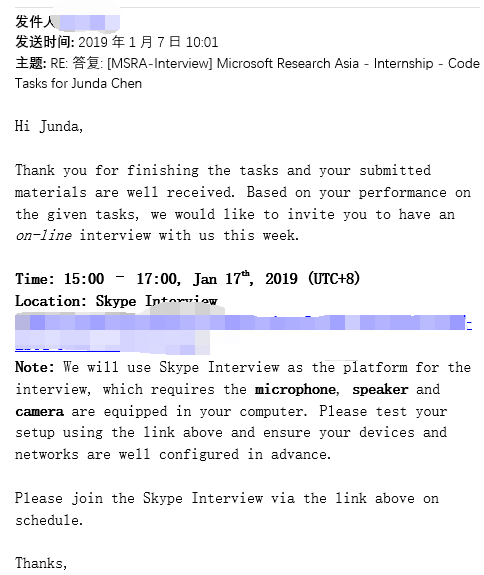 发件人
发送时间: 2019 年 1 月 7 日 10:01
主题: RE: 答复: [MSRA-Interview] Microsoft Research Asia - Internship - Code
Tasks for Junda Chen
Hi Junda,
Thank you for finishing the tasks and your submitted
materials are well received. Based on your performance on
the given tasks, we would like to invite you to have an
on-line interview with us this week.
Time: 15:00 – 17:00, Jan 17th, 2019 (UTC+8)
Location: Skype Interview
Note: We will use Skype Interview as the platform for the
interview, which requires the microphone, speaker and
camera are equipped in your computer. Please test your
setup using the link above and ensure your devices and
networks are well configured in advance.
Please join the Skype Interview via the link above on
schedule.
Thanks,